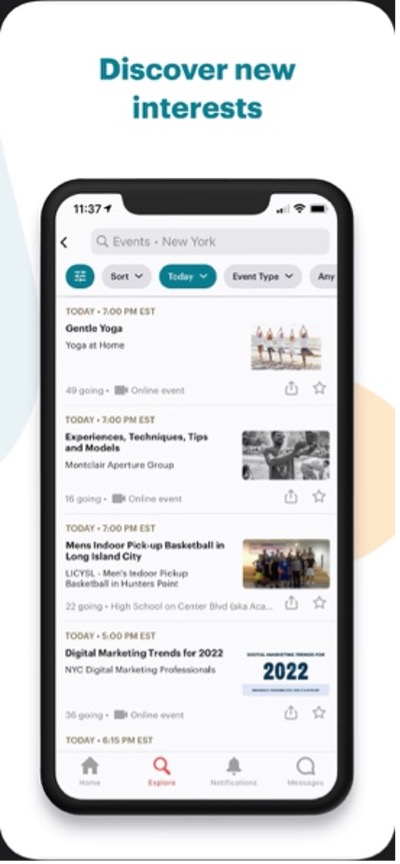 Discover new
interests
11:37
Events • New York
Sort
Today
Event Type
Any
TODAY • 7:00 PM EST
Gentle Yoga
Yoga at Home
49 going • Online event
TODAY • 7:00 PM EST
Experiences, Techniques, Tips
and Models
Montclair Aperture Group
16 going • Online event
TODAY • 7:00 PM EST
Mens Indoor Pick-up Basketball in
Long Island City
LICYSL - Men's Indoor Pickup
Basketball in Hunters Point
22 going • High School on Center Blvd (aka Aca...
TODAY • 5:00 PM EST
Digital Marketing Trends for 2022
NYC Digital Marketing Professionals
DIGITAL MARKETING TRENDS FOR
2022
36 going • Online event
TODAY • 6:15 PM EST
Home
Explore
Notifications
Messages